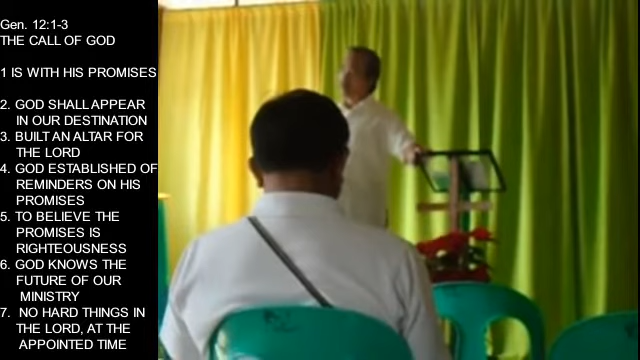 Gen. 12:1-3
THE CALL OF GOD
1 IS WITH HIS PROMISES
2. GOD SHALL APPEAR
IN OUR DESTINATION
3. BUILT AN ALTAR FOR
THE LORD
4. GOD ESTABLISHED OF
REMINDERS ON HIS
PROMISES
5. TO BELIEVE THE
PROMISES IS
RIGHTEOUSNESS
6. GOD KNOWS THE
FUTURE OF OUR
MINISTRY
7. NO HARD THINGS IN
THE LORD, AT THE
APPOINTED TIME